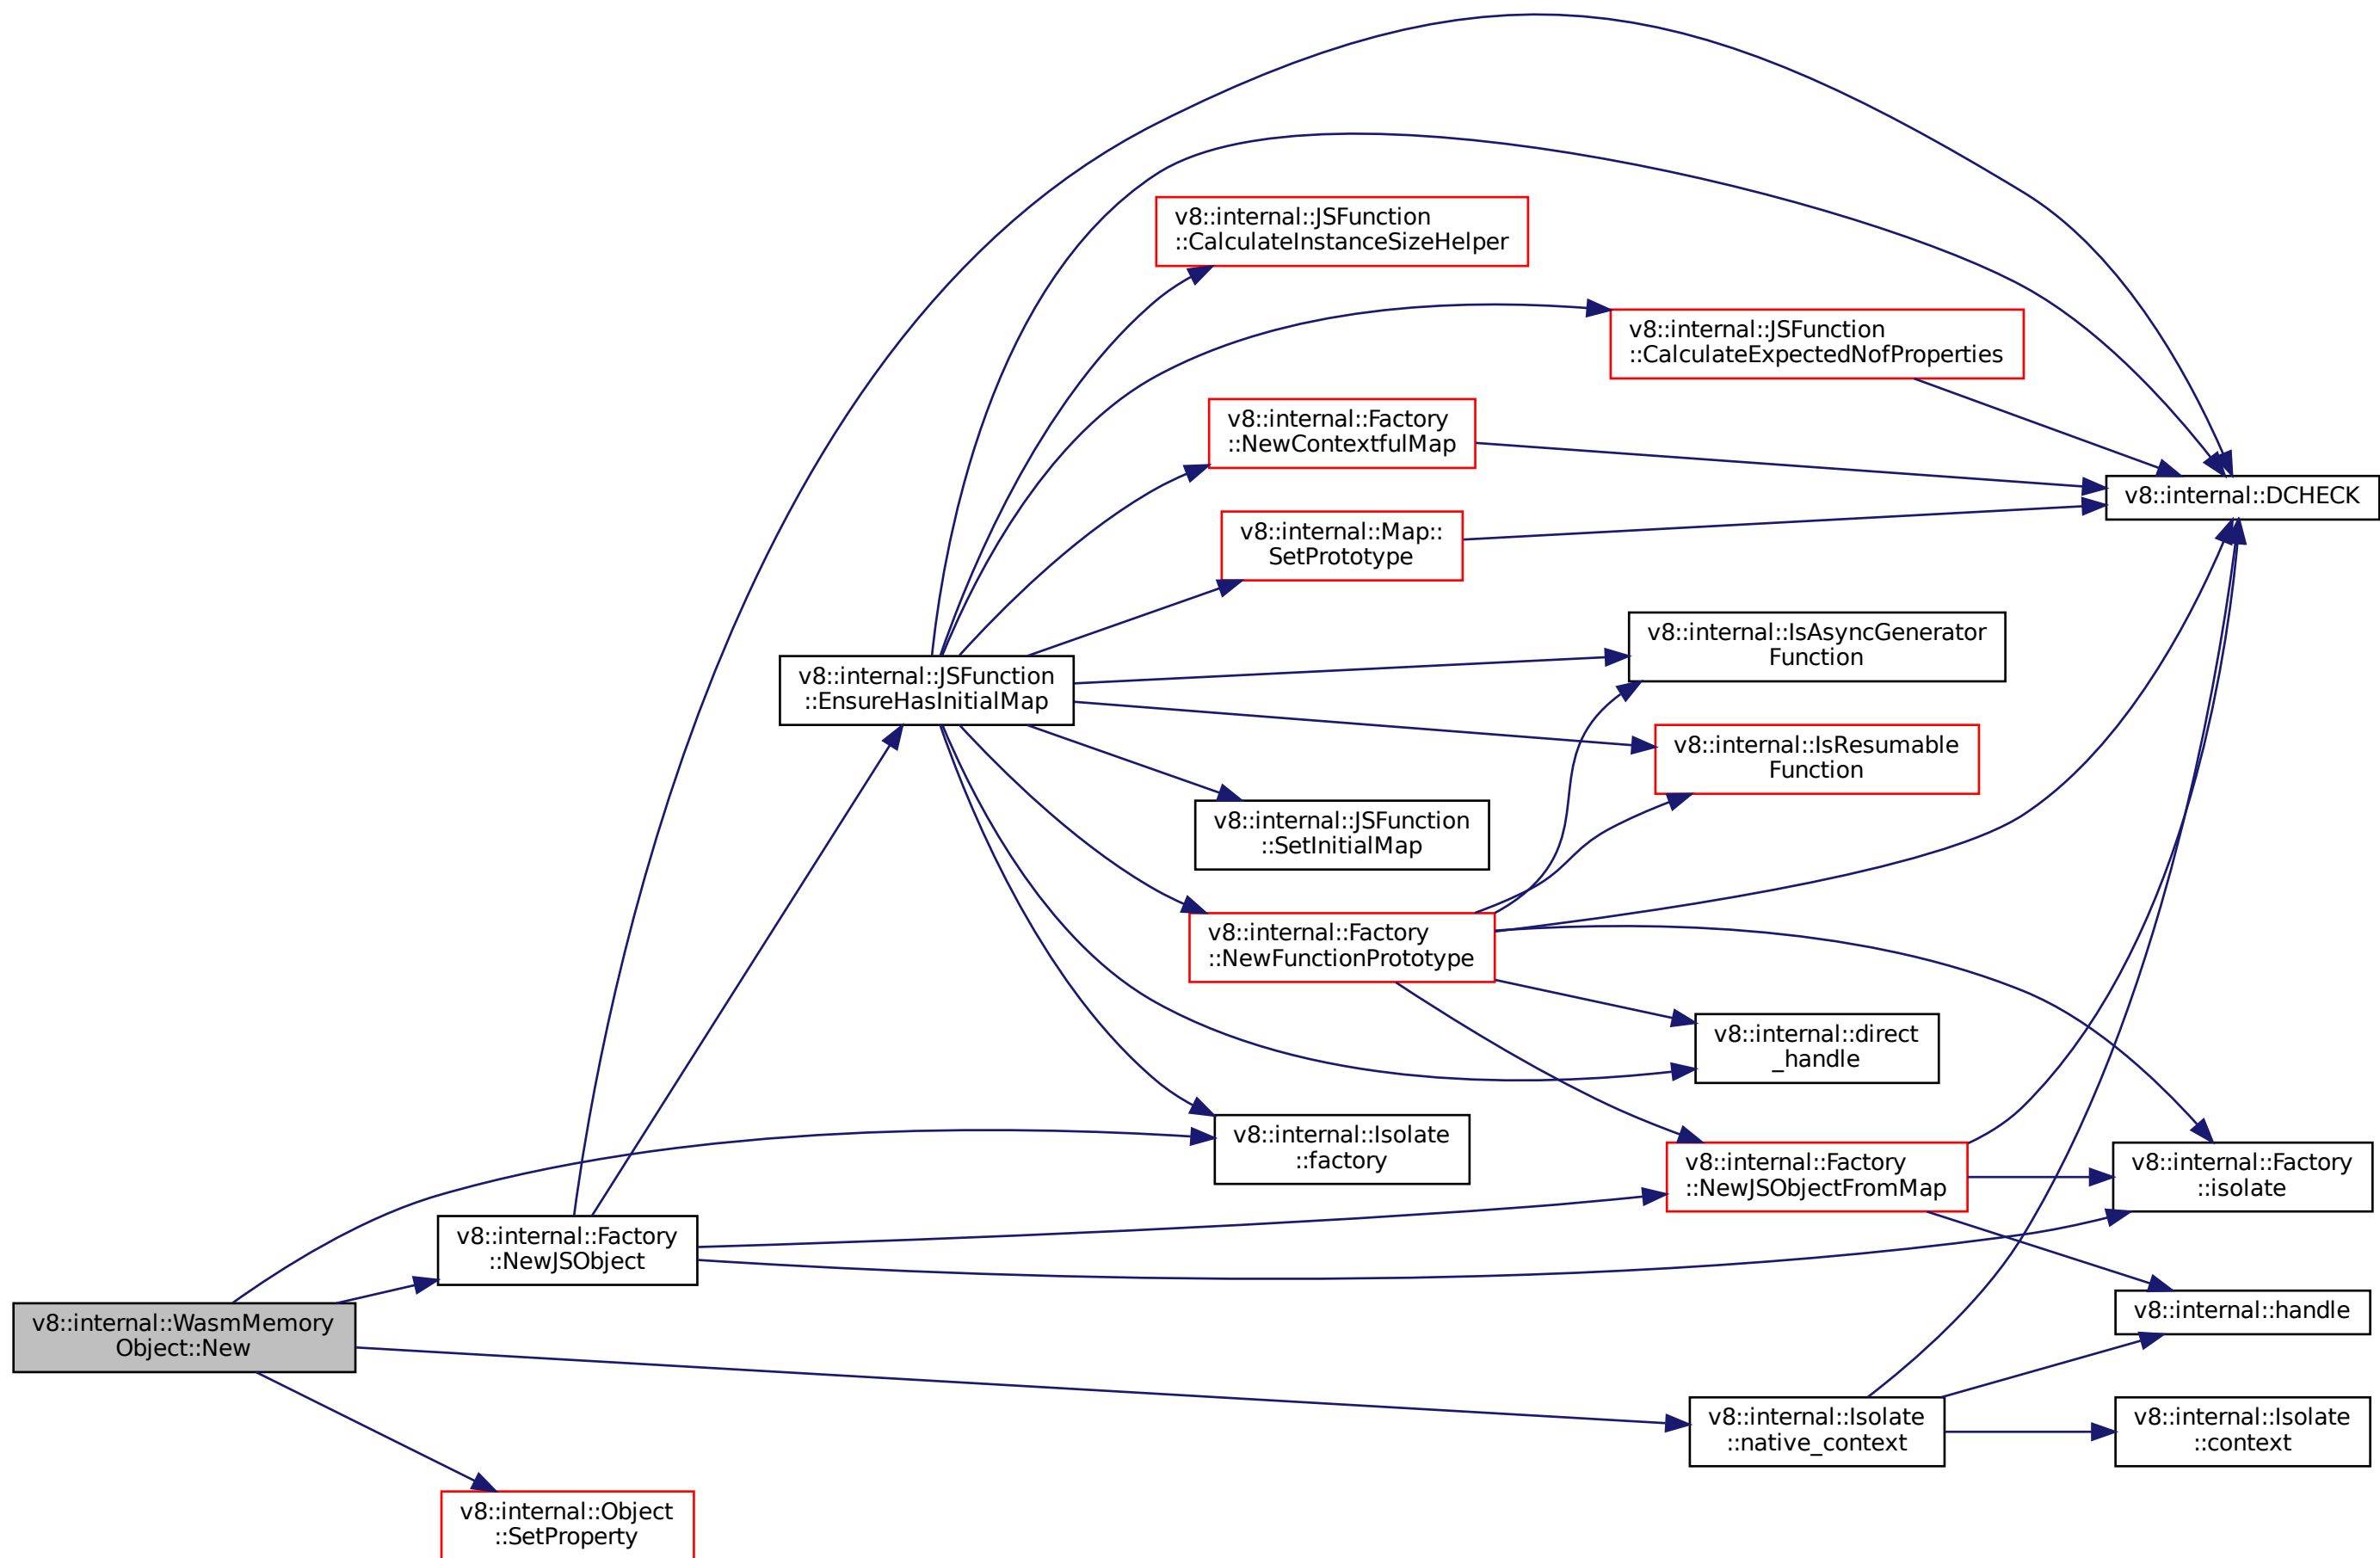 v8::internal::JSFunction
::CalculateInstanceSizeHelper
v8::internal::JSFunction
::CalculateExpectedNofProperties
v8::internal::Factory
::NewContextfulMap
v8::internal::DCHECK
v8::internal::Map::
SetPrototype
v8::internal::IsAsyncGenerator
Function
v8::internal::JSFunction
::EnsureHasInitialMap
v8::internal::IsResumable
Function
v8::internal::JSFunction
::SetInitialMap
v8::internal::Factory
::NewFunctionPrototype
v8::internal::direct
_handle
v8::internal::Isolate
::factory
v8::internal::Factory
::NewJSObjectFromMap
v8::internal::Factory
::isolate
v8::internal::Factory
::NewJSObject
v8::internal::handle
v8::internal::WasmMemory
Object::New
v8::internal::Isolate
::native_context
v8::internal::Isolate
::context
v8::internal::Object
::SetProperty